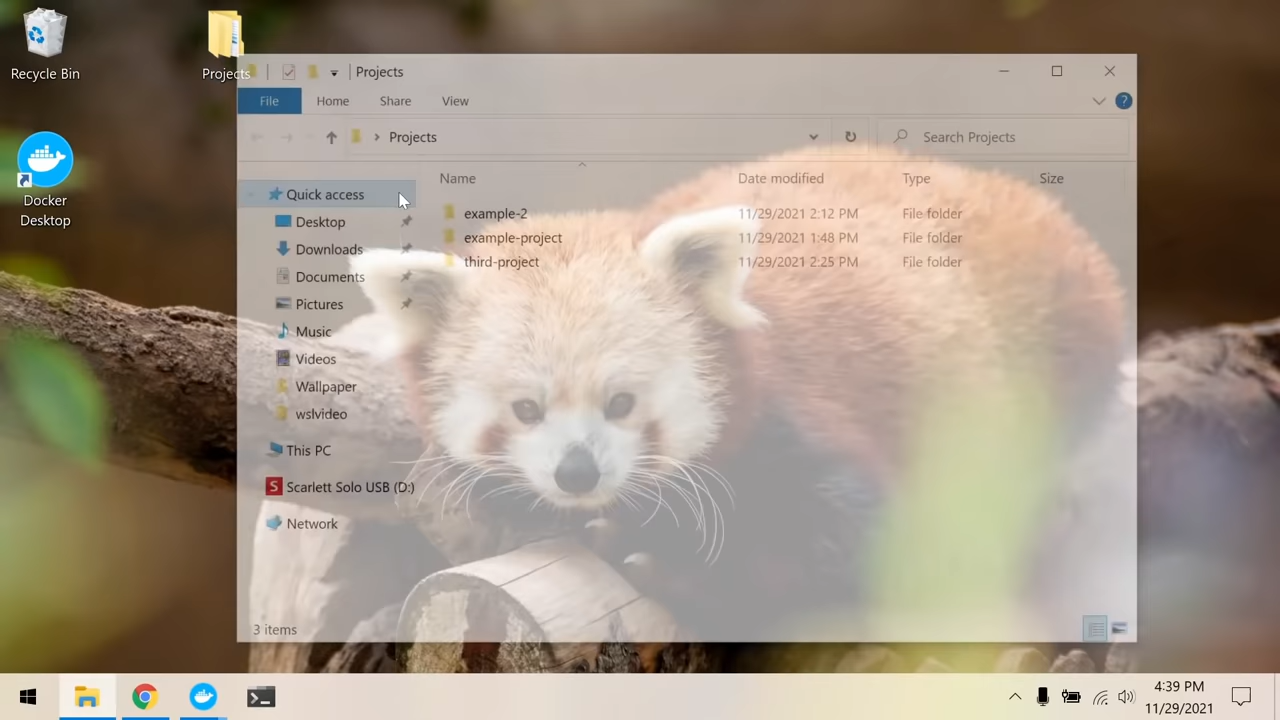 Recycle Bin
Projects
Docker
Desktop
Projects
File Home Share View
Projects
Search Projects
Name Date modified Type Size
example-2 11/29/2021 2:12 PM File folder
example-project 11/29/2021 1:48 PM File folder
third-project 11/29/2021 2:25 PM File folder
Quick access
Desktop
Downloads
Documents
Pictures
Music
Videos
Wallpaper
wslvideo
This PC
Scarlett Solo USB (D:)
Network
3 items
4:39 PM
11/29/2021